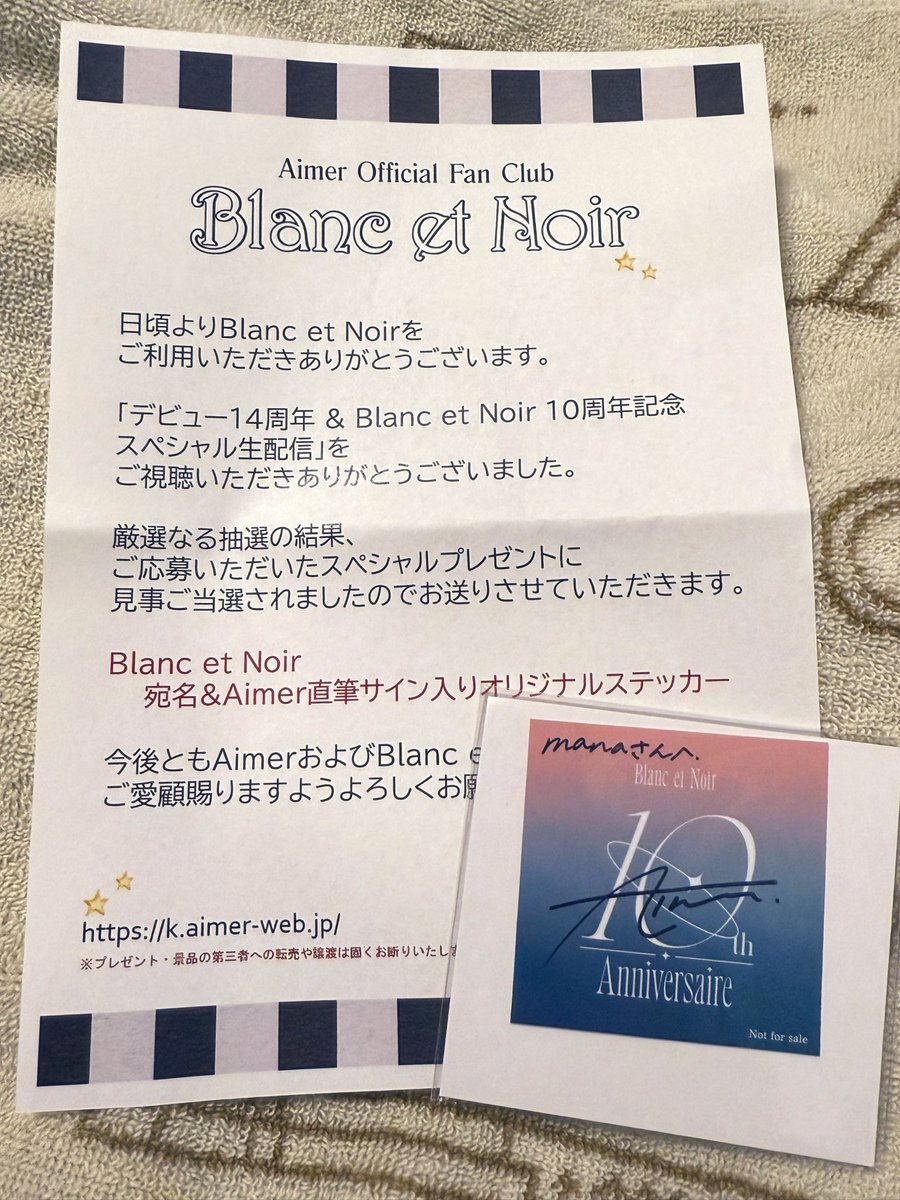 Aimer Official Fan Club
Blanc et Noir
日頃よりBlanc et Noirを
ご利用いただきありがとうございます。
「デビュー14周年 & Blanc et Noir 10周年記念
スペシャル生配信」を
ご視聴いただきありがとうございました。
厳選なる抽選の結果、
ご応募いただいたスペシャルプレゼントに
見事ご当選されましたのでお送りさせていただきます。
Blanc et Noir
宛名&Aimer直筆サイン入りオリジナルステッカー
今後ともAimerおよびBlanc e
ご愛顧賜りますようよろしくお願
https://k.aimer-web.jp/
※プレゼント・景品の第三者への転売や譲渡は固くお断りいたしま
manaさんへ.
Blanc et Noir
10th
Aimer.
Anniversaire
Not for sale